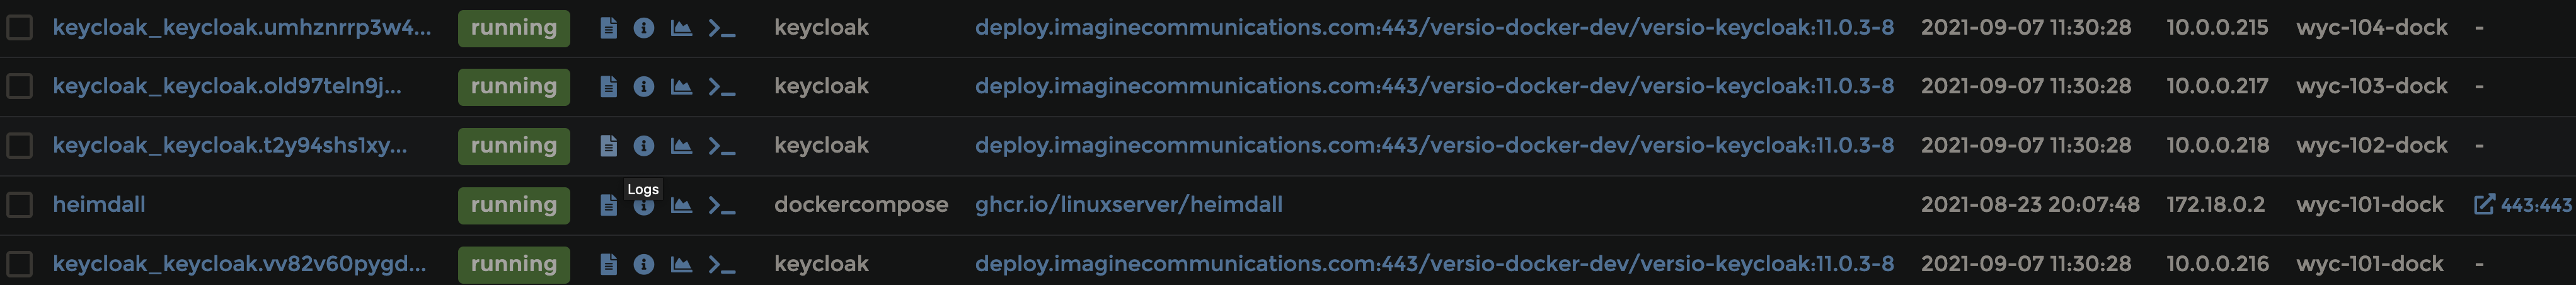 keycloak_keycloak.umhznrrp3w4... running keycloak deploy.imaginecommunications.com:443/versio-docker-dev/versio-keycloak:11.0.3-8 2021-09-07 11:30:28 10.0.0.215 wyc-104-dock -
keycloak_keycloak.old97teln9j... running keycloak deploy.imaginecommunications.com:443/versio-docker-dev/versio-keycloak:11.0.3-8 2021-09-07 11:30:28 10.0.0.217 wyc-103-dock -
keycloak_keycloak.t2y94shs1xy... running keycloak deploy.imaginecommunications.com:443/versio-docker-dev/versio-keycloak:11.0.3-8 2021-09-07 11:30:28 10.0.0.218 wyc-102-dock -
Logs
heimdall running dockercompose ghcr.io/linuxserver/heimdall 2021-08-23 20:07:48 172.18.0.2 wyc-101-dock 443:443
keycloak_keycloak.vv82v60pygd... running keycloak deploy.imaginecommunications.com:443/versio-docker-dev/versio-keycloak:11.0.3-8 2021-09-07 11:30:28 10.0.0.216 wyc-101-dock -